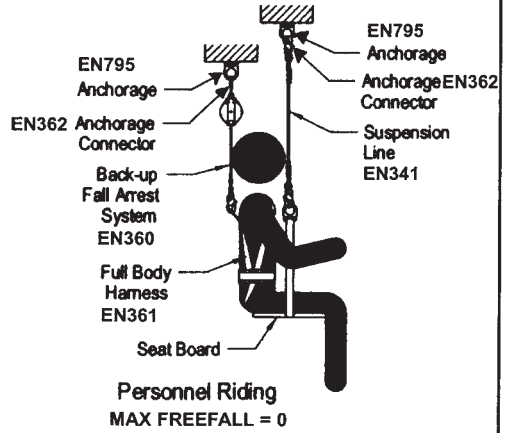 EN795
Anchorage
EN795
Anchorage
Anchorage EN362
Connector
EN362 Anchorage
Connector
Suspension
Line
EN341
Back-up
Fall Arrest
System
EN360
Full Body
Harness
EN361
Seat Board
Personnel Riding
MAX FREEFALL = 0